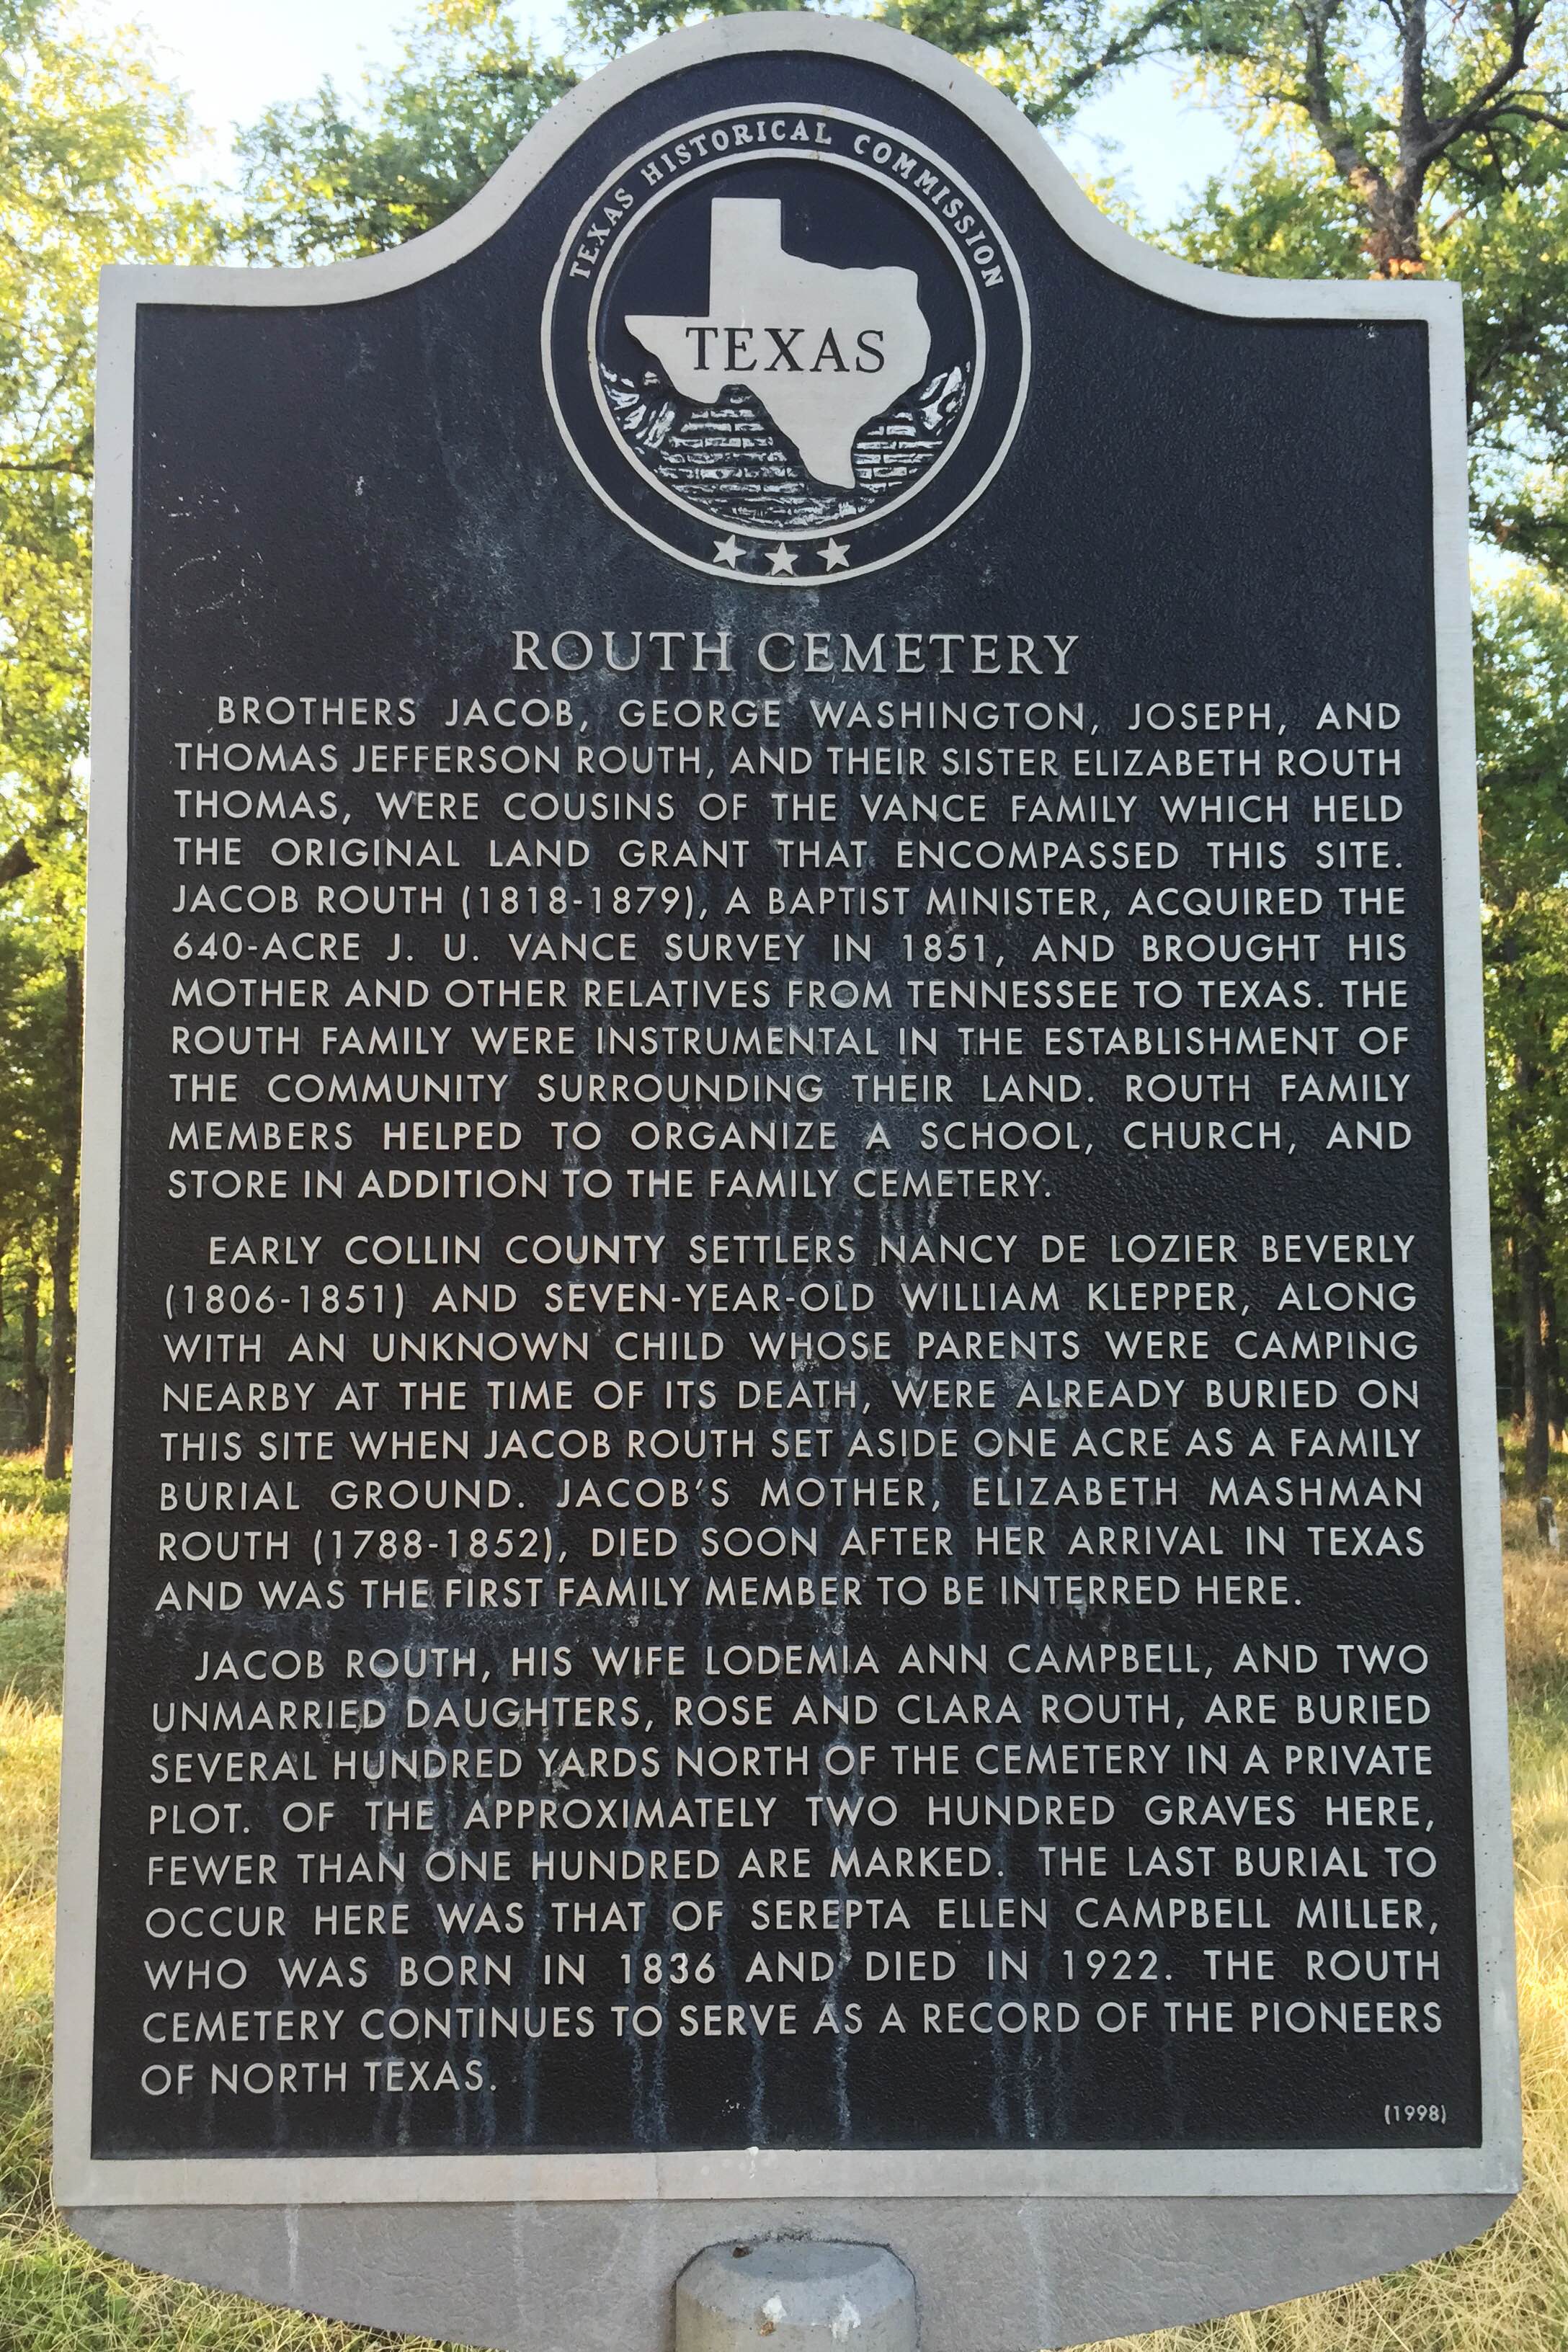 TEXAS HISTORICAL COMMISSION
TEXAS
ROUTH CEMETERY
BROTHERS JACOB, GEORGE WASHINGTON, JOSEPH, AND
THOMAS JEFFERSON ROUTH, AND THEIR SISTER ELIZABETH ROUTH
THOMAS, WERE COUSINS OF THE VANCE FAMILY WHICH HELD
THE ORIGINAL LAND GRANT THAT ENCOMPASSED THIS SITE.
JACOB ROUTH (1818-1879), A BAPTIST MINISTER, ACQUIRED THE
640-ACRE J. U. VANCE SURVEY IN 1851, AND BROUGHT HIS
MOTHER AND OTHER RELATIVES FROM TENNESSEE TO TEXAS. THE
ROUTH FAMILY WERE INSTRUMENTAL IN THE ESTABLISHMENT OF
THE COMMUNITY SURROUNDING THEIR LAND. ROUTH FAMILY
MEMBERS HELPED TO ORGANIZE A SCHOOL, CHURCH, AND
STORE IN ADDITION TO THE FAMILY CEMETERY.
EARLY COLLIN COUNTY SETTLERS NANCY DE LOZIER BEVERLY
(1806-1851) AND SEVEN-YEAR-OLD WILLIAM KLEPPER, ALONG
WITH AN UNKNOWN CHILD WHOSE PARENTS WERE CAMPING
NEARBY AT THE TIME OF ITS DEATH, WERE ALREADY BURIED ON
THIS SITE WHEN JACOB ROUTH SET ASIDE ONE ACRE AS A FAMILY
BURIAL GROUND. JACOB'S MOTHER, ELIZABETH MASHMAN
ROUTH (1788-1852), DIED SOON AFTER HER ARRIVAL IN TEXAS
AND WAS THE FIRST FAMILY MEMBER TO BE INTERRED HERE.
JACOB ROUTH, HIS WIFE LODEMIA ANN CAMPBELL, AND TWO
UNMARRIED DAUGHTERS, ROSE AND CLARA ROUTH, ARE BURIED
SEVERAL HUNDRED YARDS NORTH OF THE CEMETERY IN A PRIVATE
PLOT. OF THE APPROXIMATELY TWO HUNDRED GRAVES HERE,
FEWER THAN ONE HUNDRED ARE MARKED. THE LAST BURIAL TO
OCCUR HERE WAS THAT OF SEREPTA ELLEN CAMPBELL MILLER,
WHO WAS BORN IN 1836 AND DIED IN 1922. THE ROUTH
CEMETERY CONTINUES TO SERVE AS A RECORD OF THE PIONEERS
OF NORTH TEXAS.
(1998)